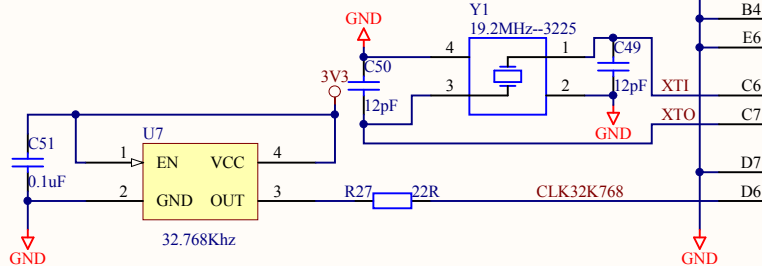 Y1
B4
GND
19.2MHz--3225
E6
4
1
C49
3V3
C50
3
2
12pF
XTI
C6
12pF
XTO
C7
GND
U7
C51
1
EN
VCC
4
D7
0.1uF
2
GND
OUT
3
R27
22R
CLK32K768
D6
32.768Khz
GND
GND